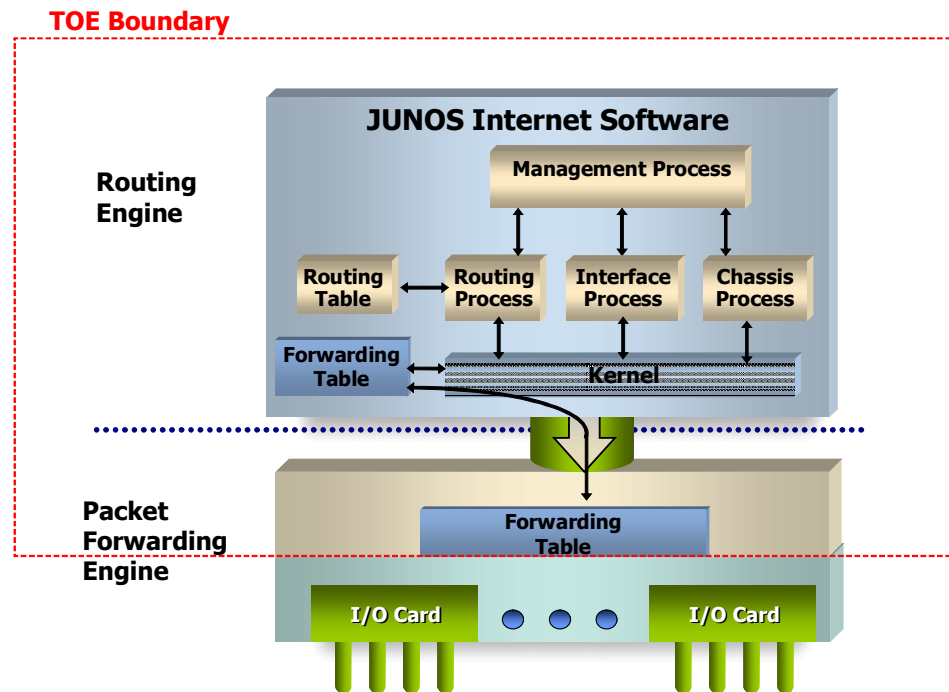 TOE Boundary
JUNOS Internet Software
Management Process
Routing
Engine
Routing
Table
Routing
Process
Interface
Process
Chassis
Process
Forwarding
Table
Kernel
Packet
Forwarding
Engine
Forwarding
Table
I/O Card
I/O Card